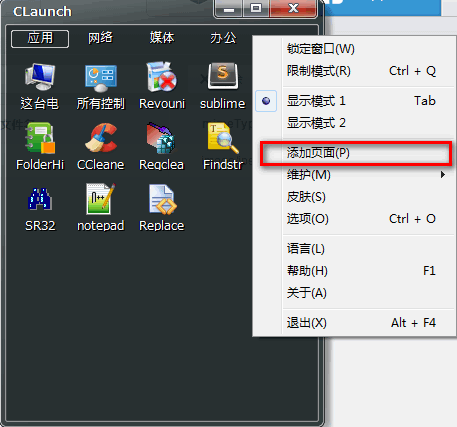 CLaunch
应用 网络 媒体 办公
这台电 所有控制 Revouni sublime
FolderHi CCleane Regclea Findstr
SR32 notepad Replace
锁定窗口(W)
限制模式(R) Ctrl + Q
显示模式 1 Tab
显示模式 2
添加页面(P)
维护(M)
皮肤(S)
选项(O) Ctrl + O
语言(L)
帮助(H) F1
关于(A)
退出(X) Alt + F4